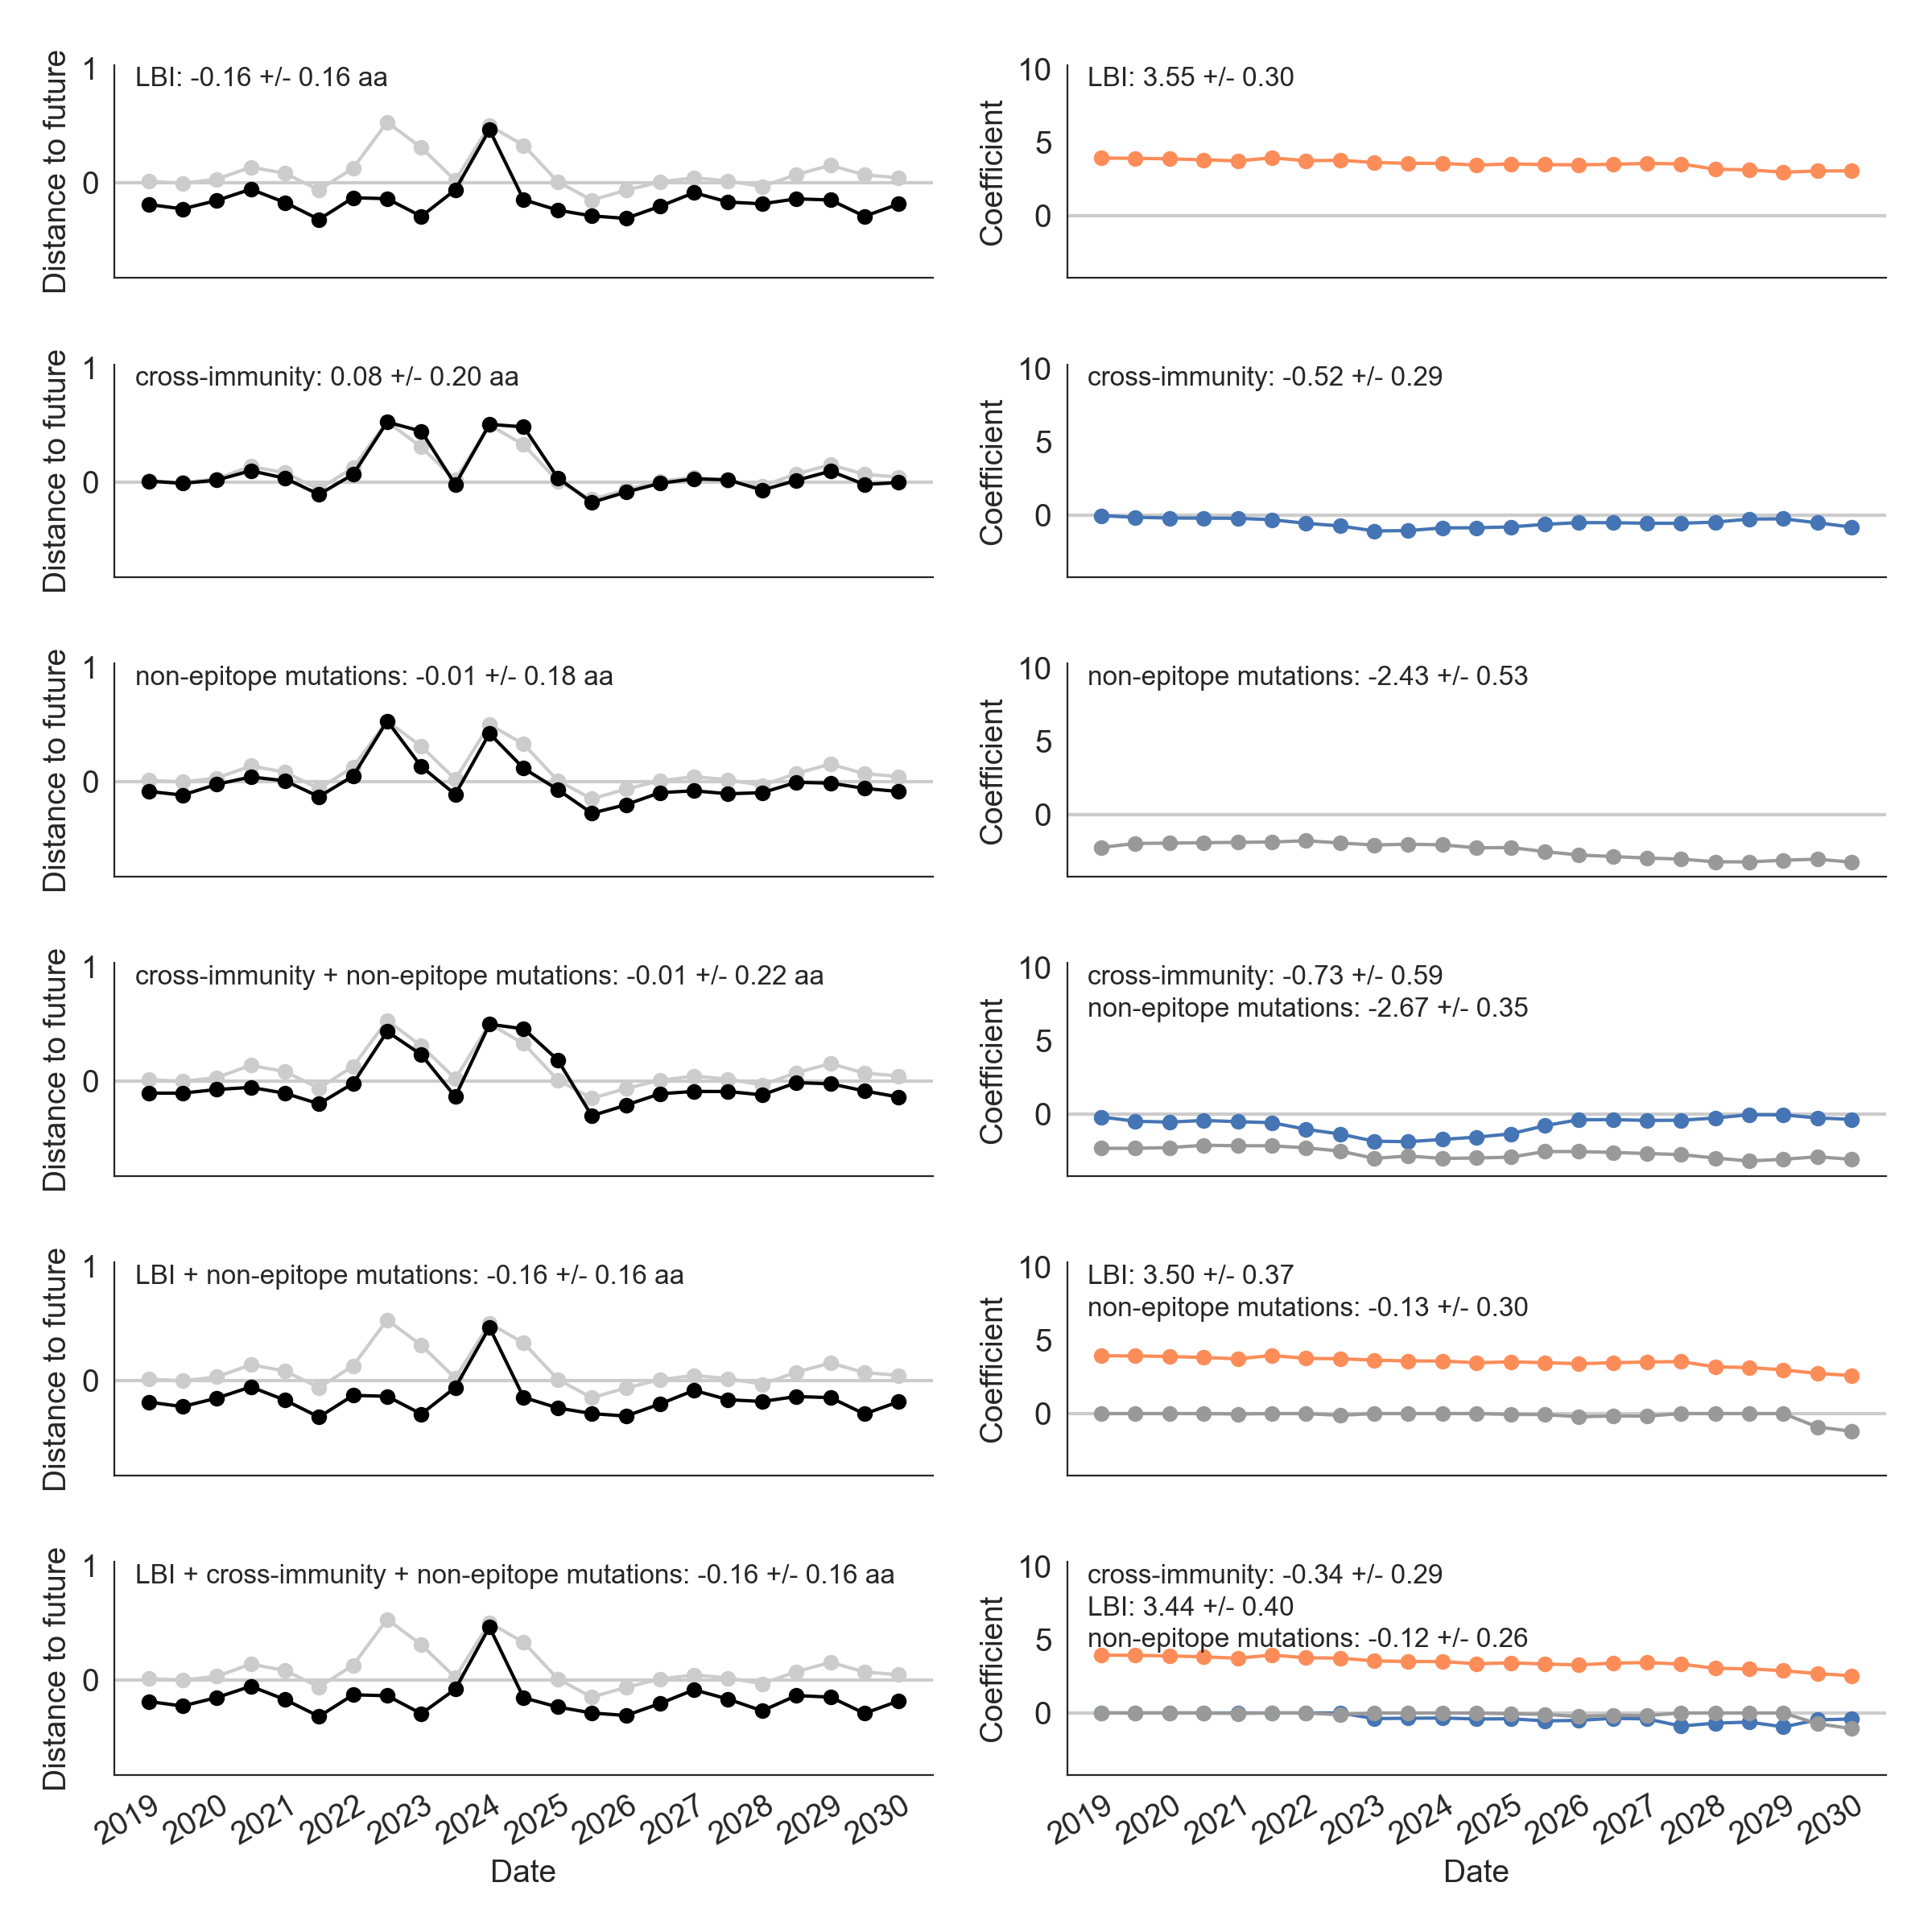 1
LBI: -0.16 +/- 0.16 aa
0
Distance to future
10
LBI: 3.55 +/- 0.30
5
0
Coefficient
1
cross-immunity: 0.08 +/- 0.20 aa
0
Distance to future
10
cross-immunity: -0.52 +/- 0.29
5
0
Coefficient
1
non-epitope mutations: -0.01 +/- 0.18 aa
0
Distance to future
10
non-epitope mutations: -2.43 +/- 0.53
5
0
Coefficient
1
cross-immunity + non-epitope mutations: -0.01 +/- 0.22 aa
0
Distance to future
10
cross-immunity: -0.73 +/- 0.59
non-epitope mutations: -2.67 +/- 0.35
5
0
Coefficient
1
LBI + non-epitope mutations: -0.16 +/- 0.16 aa
0
Distance to future
10
LBI: 3.50 +/- 0.37
non-epitope mutations: -0.13 +/- 0.30
5
0
Coefficient
1
LBI + cross-immunity + non-epitope mutations: -0.16 +/- 0.16 aa
0
Distance to future
2019 2020 2021 2022 2023 2024 2025 2026 2027 2028 2029 2030
Date
10
cross-immunity: -0.34 +/- 0.29
LBI: 3.44 +/- 0.40
non-epitope mutations: -0.12 +/- 0.26
5
0
Coefficient
2019 2020 2021 2022 2023 2024 2025 2026 2027 2028 2029 2030
Date